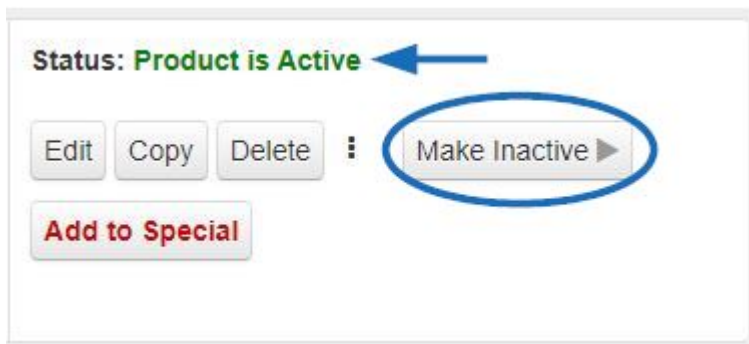 Status: Product is Active
Edit Copy Delete Make Inactive
Add to Special